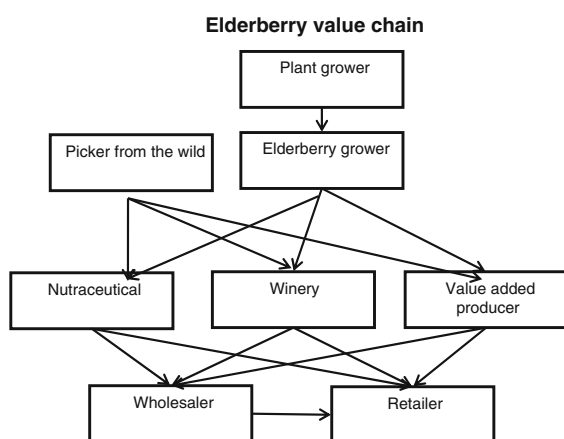 Elderberry value chain
Plant grower
Picker from the wild
Elderberry grower
Nutraceutical
Winery
Value added
producer
Wholesaler
Retailer